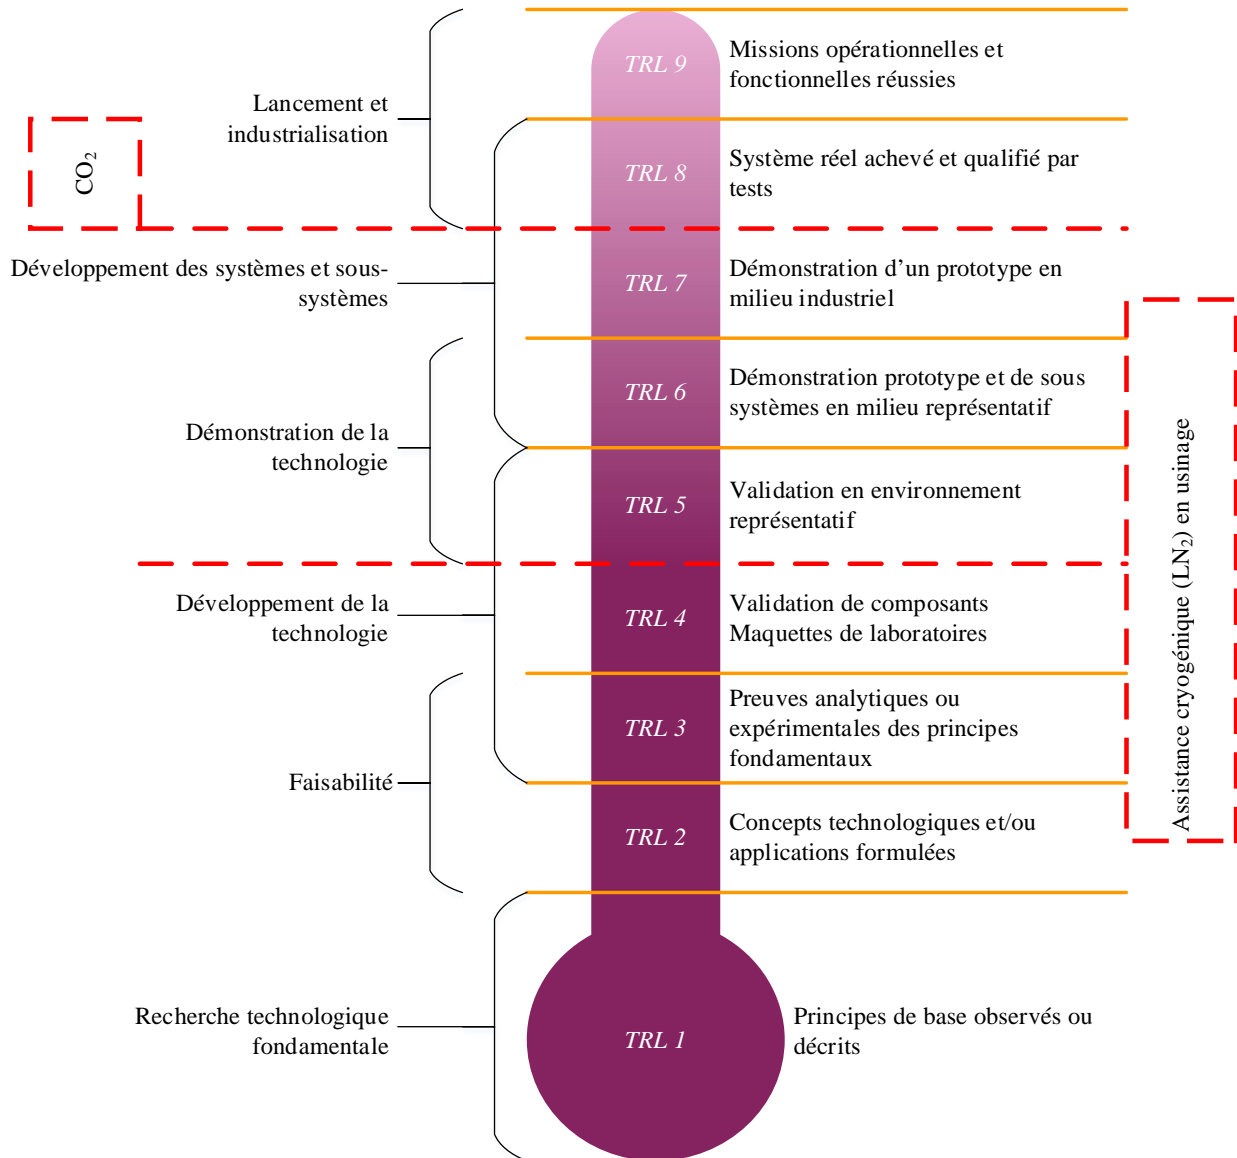 TRL 9
Missions opérationnelles et
fonctionnelles réussies
Lancement et
industrialisation
CO₂
TRL 8
Système réel achevé et qualifié par
tests
Développement des systèmes et sous-
systèmes
TRL 7
Démonstration d’un prototype en
milieu industriel
TRL 6
Démonstration prototype et de sous
systèmes en milieu représentatif
Démonstration de la
technologie
TRL 5
Validation en environnement
représentatif
Assistance cryogénique (LN₂) en usinage
Développement de la
technologie
TRL 4
Validation de composants
Maquettes de laboratoires
TRL 3
Preuves analytiques ou
expérimentales des principes
fondamentaux
Faisabilité
TRL 2
Concepts technologiques et/ou
applications formulées
Recherche technologique
fondamentale
TRL 1
Principes de base observés ou
décrits